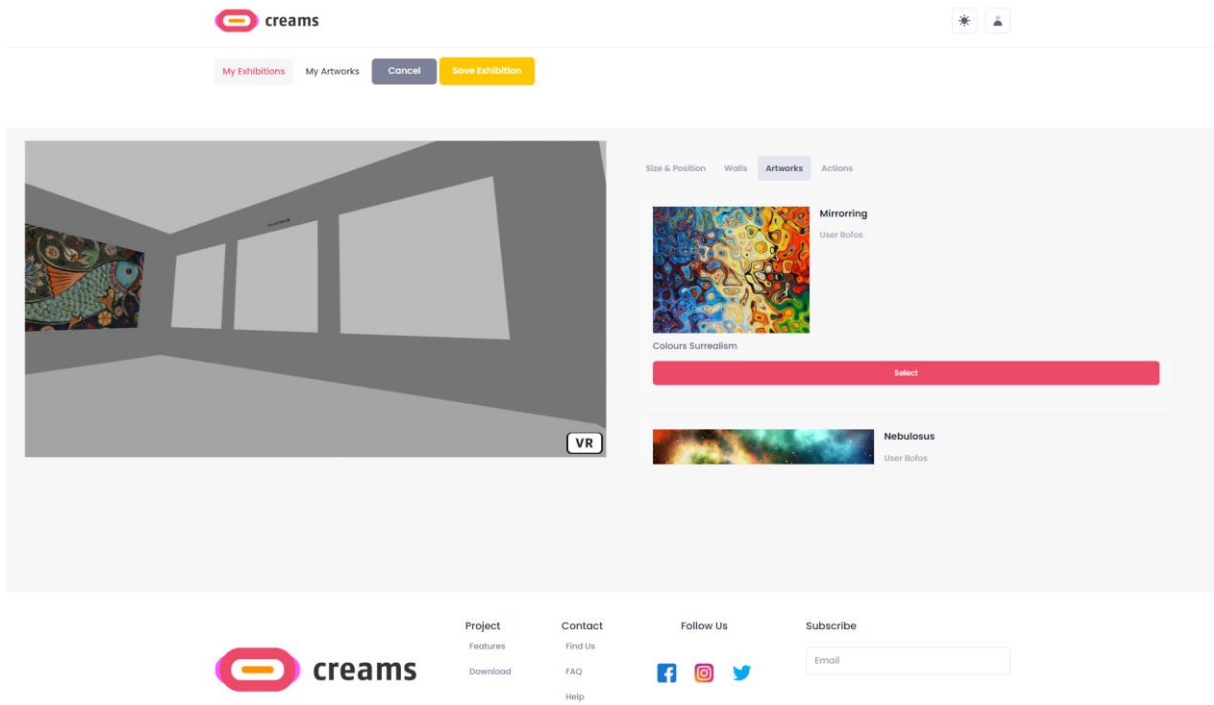 creams
My Exhibitions My Artworks Cancel Save Exhibition
Size & Position Walls Artworks Actions
Mirrorring
User Bofos
Colours Surrealism
Select
VR
Nebulosus
User Bofos
creams
Project
Features
Download
Contact
Find Us
FAQ
Help
Follow Us
Subscribe
Email